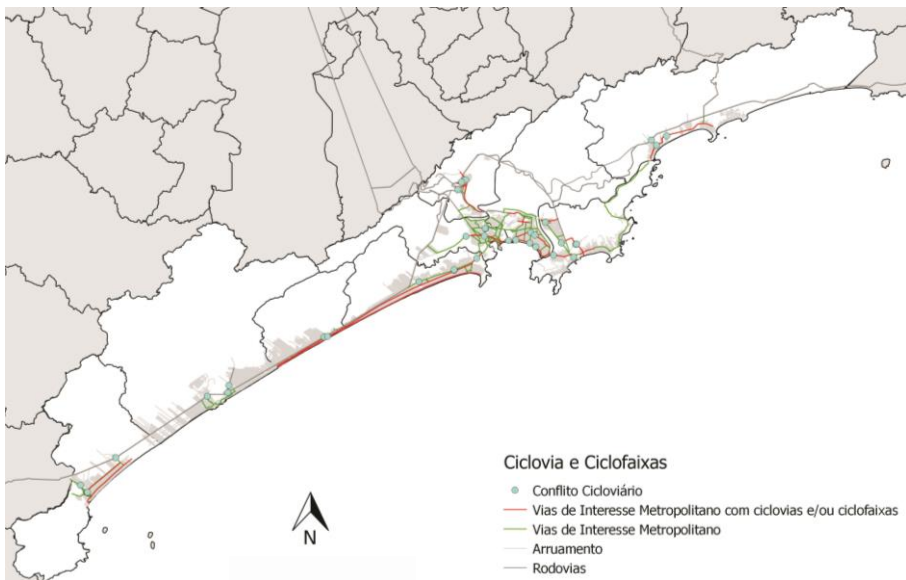 Ciclovia e Ciclofaixas
Conflito Cicloviário
Vias de Interesse Metropolitano com ciclovias e/ou ciclofaixas
Vias de Interesse Metropolitano
Arruamento
Rodovias
N